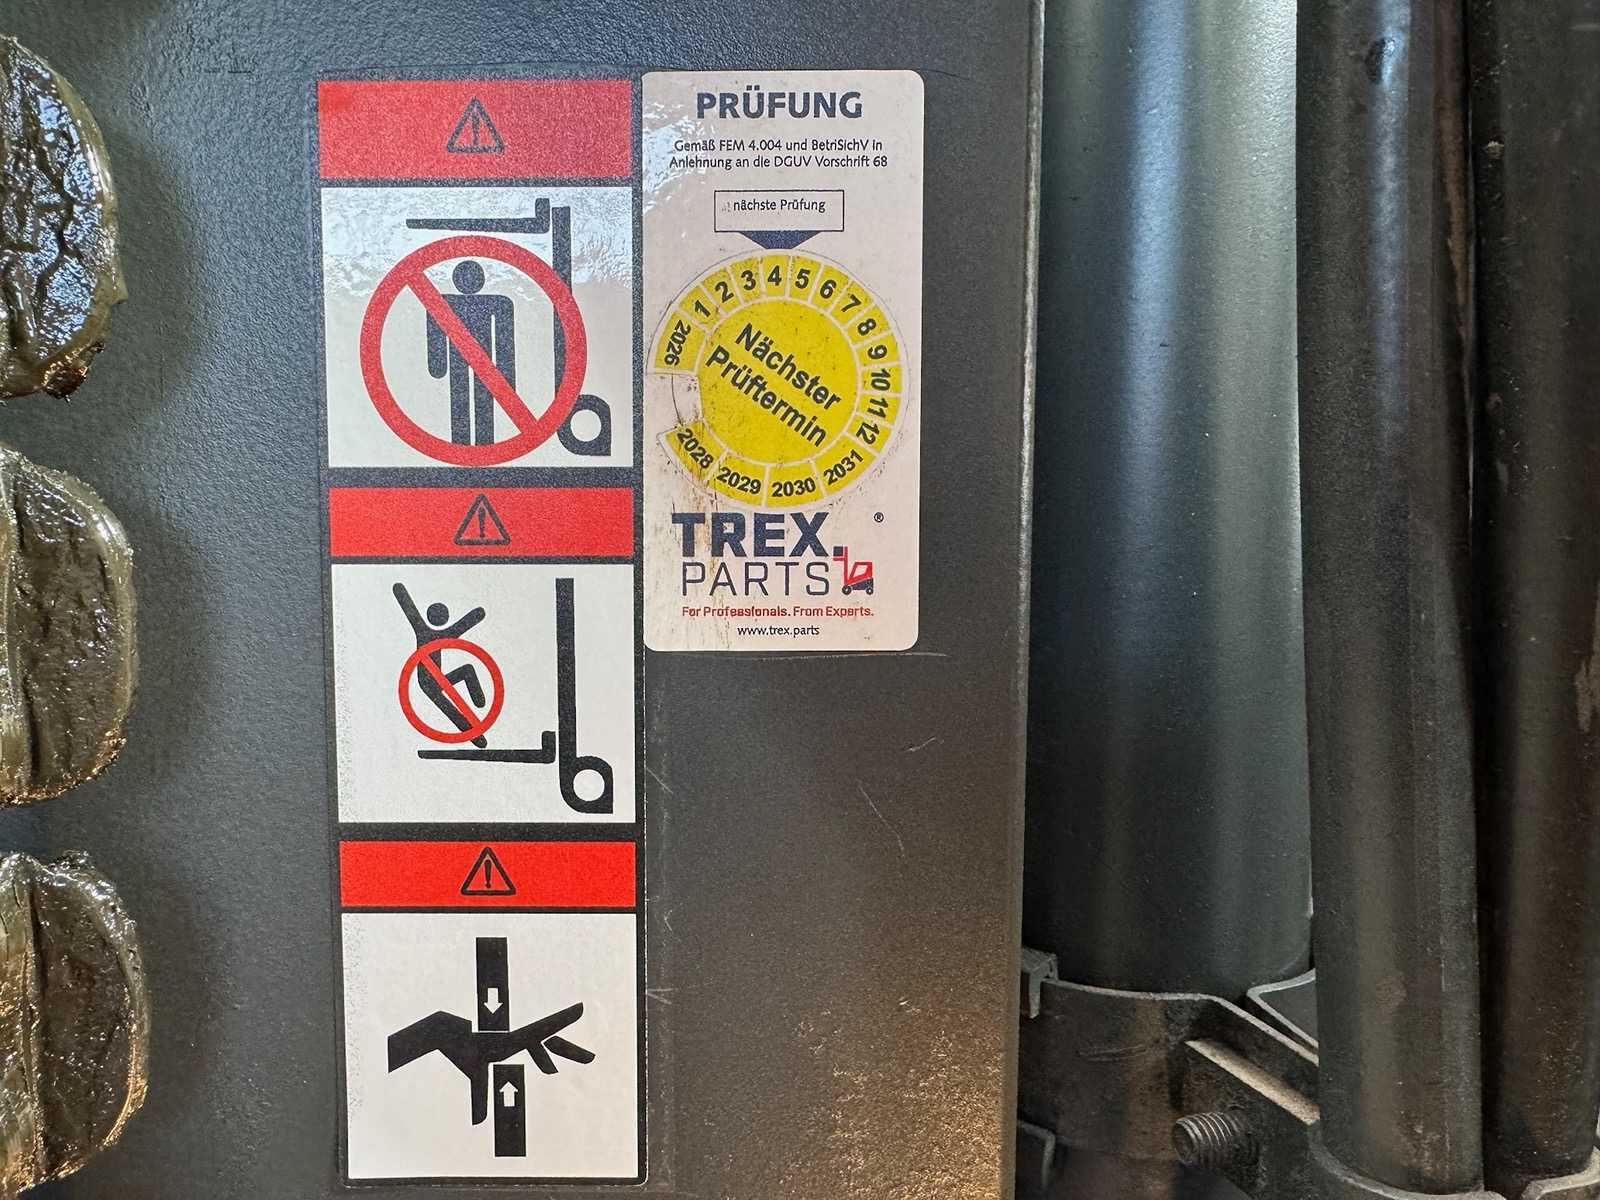 PRÜFUNG
Gemäß FEM 4.004 und BetriSichV in
Anlehnung an die DGUV Vorschrift 68
nächste Prüfung
1 2 3 4 5 6 7 8 9 10 11 12
2026
2028 2029 2030 2031
Nächster
Prüftermin
TREX.
®
PARTS
For Professionals. From Experts.
www.trex.parts